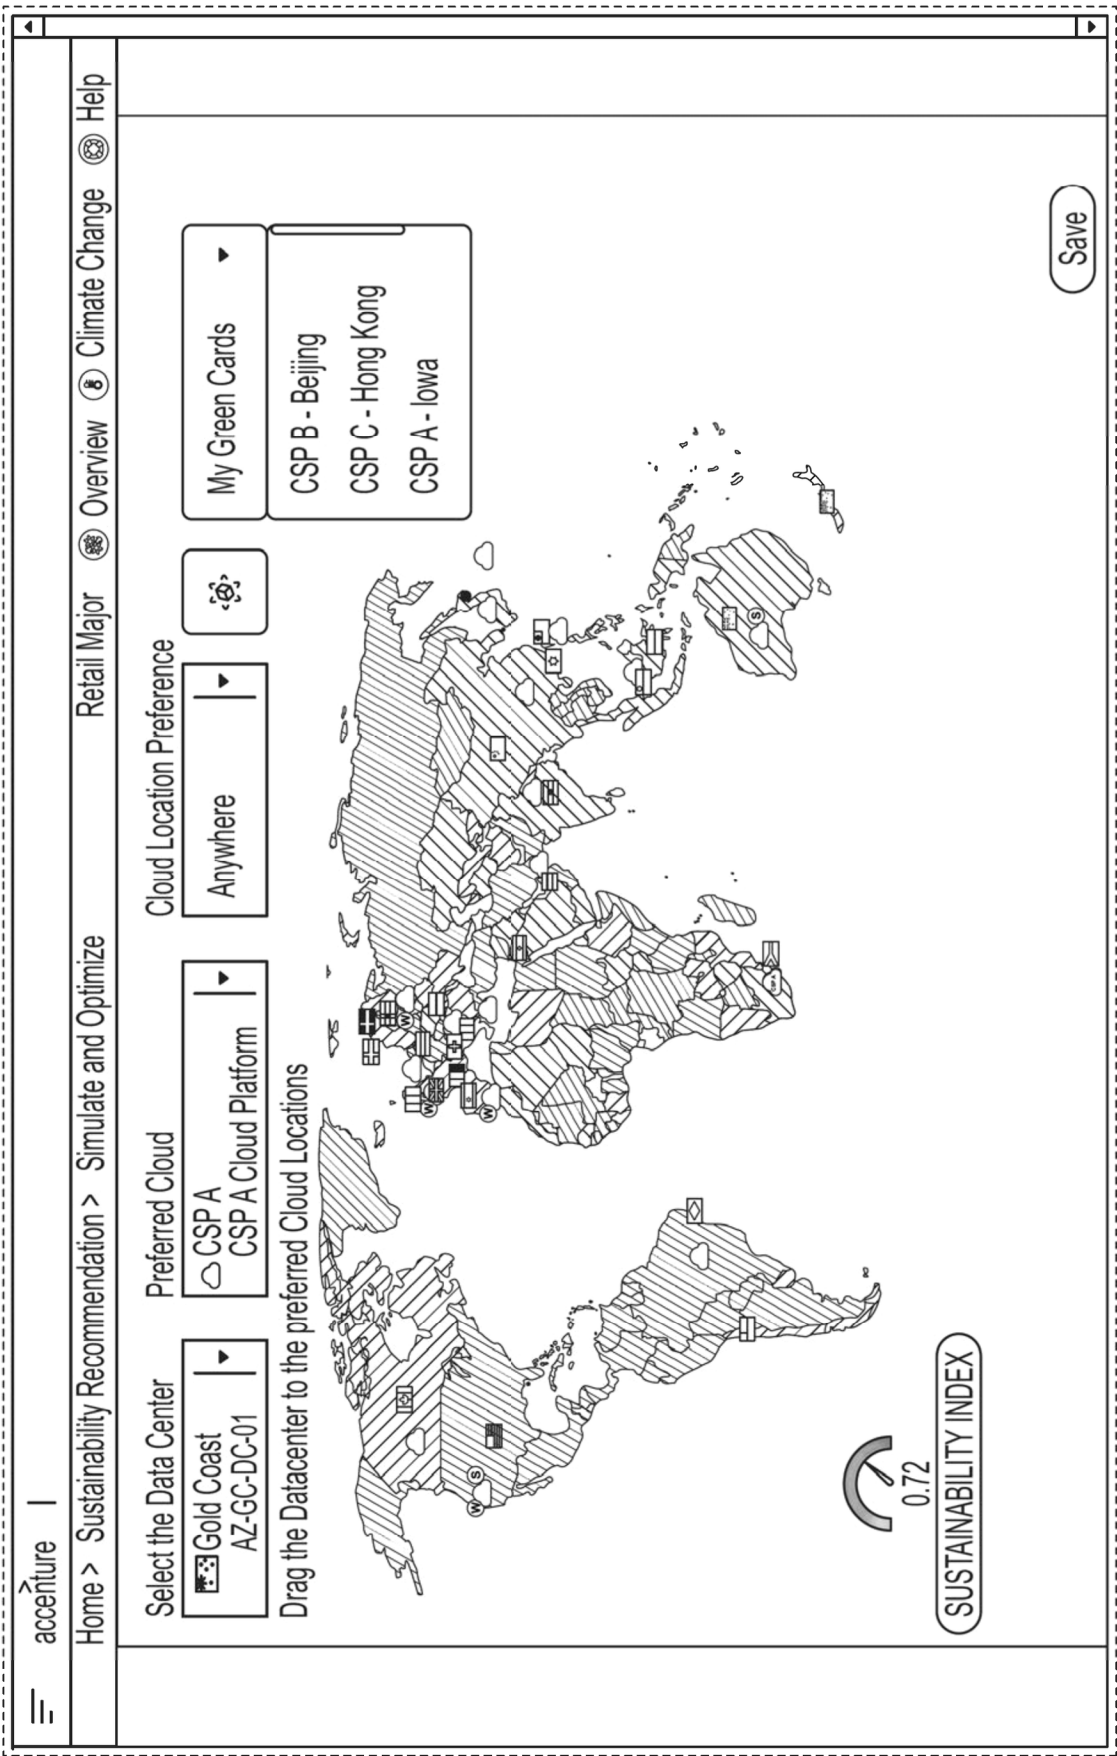 accenture
Home > Sustainability Recommendation > Simulate and Optimize
Retail Major
Overview
Climate Change
Help
Select the Data Center
Preferred Cloud
Cloud Location Preference
Gold Coast
AZ-GC-DC-01
CSP A
CSP A Cloud Platform
Anywhere
My Green Cards
CSP B - Beijing
CSP C - Hong Kong
CSP A - Iowa
Drag the Datacenter to the preferred Cloud Locations
W
S
W
W
W
CSP A
S
0.72
SUSTAINABILITY INDEX
Save